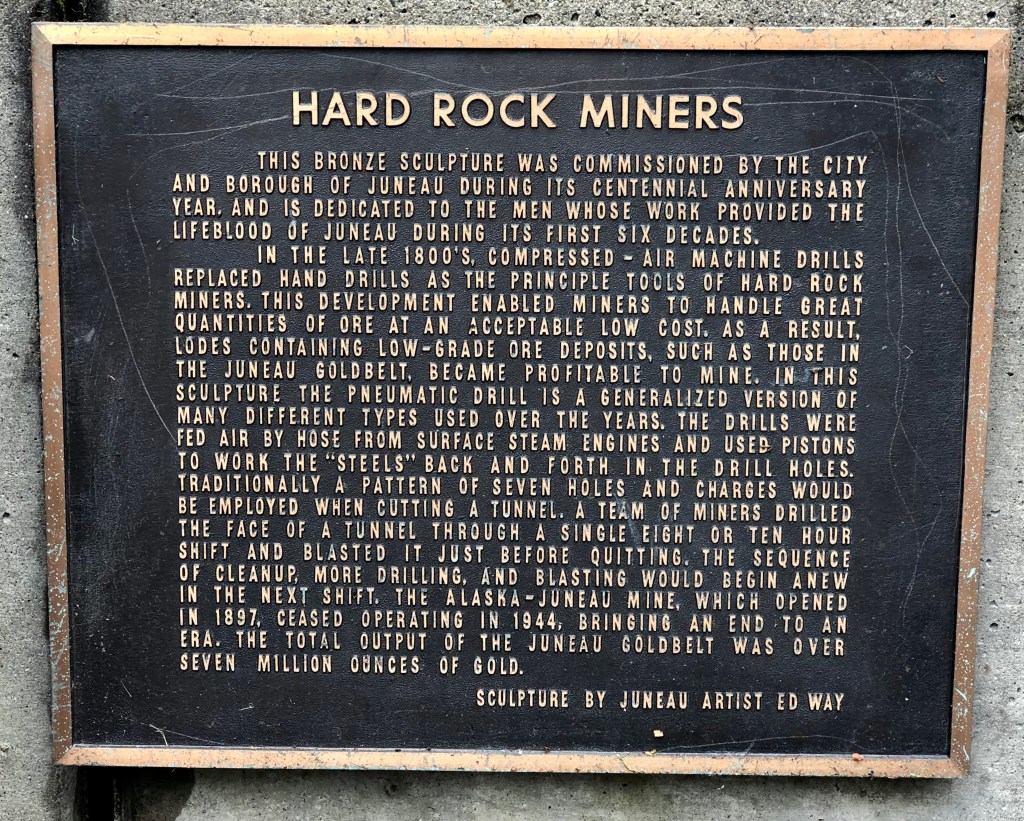 HARD ROCK MINERS
THIS BRONZE SCULPTURE WAS COMMISSIONED BY THE CITY
AND BOROUGH OF JUNEAU DURING ITS CENTENNIAL ANNIVERSARY
YEAR, AND IS DEDICATED TO THE MEN WHOSE WORK PROVIDED THE
LIFEBLOOD OF JUNEAU DURING ITS FIRST SIX DECADES.
IN THE LATE 1800'S, COMPRESSED - AIR MACHINE DRILLS
REPLACED HAND DRILLS AS THE PRINCIPLE TOOLS OF HARD ROCK
MINERS. THIS DEVELOPMENT ENABLED MINERS TO HANDLE GREAT
QUANTITIES OF ORE AT AN ACCEPTABLE LOW COST. AS A RESULT,
LODES CONTAINING LOW-GRADE ORE DEPOSITS, SUCH AS THOSE IN
THE JUNEAU GOLDBELT, BECAME PROFITABLE TO MINE. IN THIS
SCULPTURE THE PNEUMATIC DRILL IS A GENERALIZED VERSION OF
MANY DIFFERENT TYPES USED OVER THE YEARS. THE DRILLS WERE
FED AIR BY HOSE FROM SURFACE STEAM ENGINES AND USED PISTONS
TO WORK THE "STEELS" BACK AND FORTH IN THE DRILL HOLES.
TRADITIONALLY A PATTERN OF SEVEN HOLES AND CHARGES WOULD
BE EMPLOYED WHEN CUTTING A TUNNEL. A TEAM OF MINERS DRILLED
THE FACE OF A TUNNEL THROUGH A SINGLE EIGHT OR TEN HOUR
SHIFT AND BLASTED IT JUST BEFORE QUITTING. THE SEQUENCE
OF CLEANUP, MORE DRILLING, AND BLASTING WOULD BEGIN ANEW
IN THE NEXT SHIFT. THE ALASKA-JUNEAU MINE, WHICH OPENED
IN 1897, CEASED OPERATING IN 1944, BRINGING AN END TO AN
ERA. THE TOTAL OUTPUT OF THE JUNEAU GOLDBELT WAS OVER
SEVEN MILLION OUNCES OF GOLD.
SCULPTURE BY JUNEAU ARTIST ED WAY